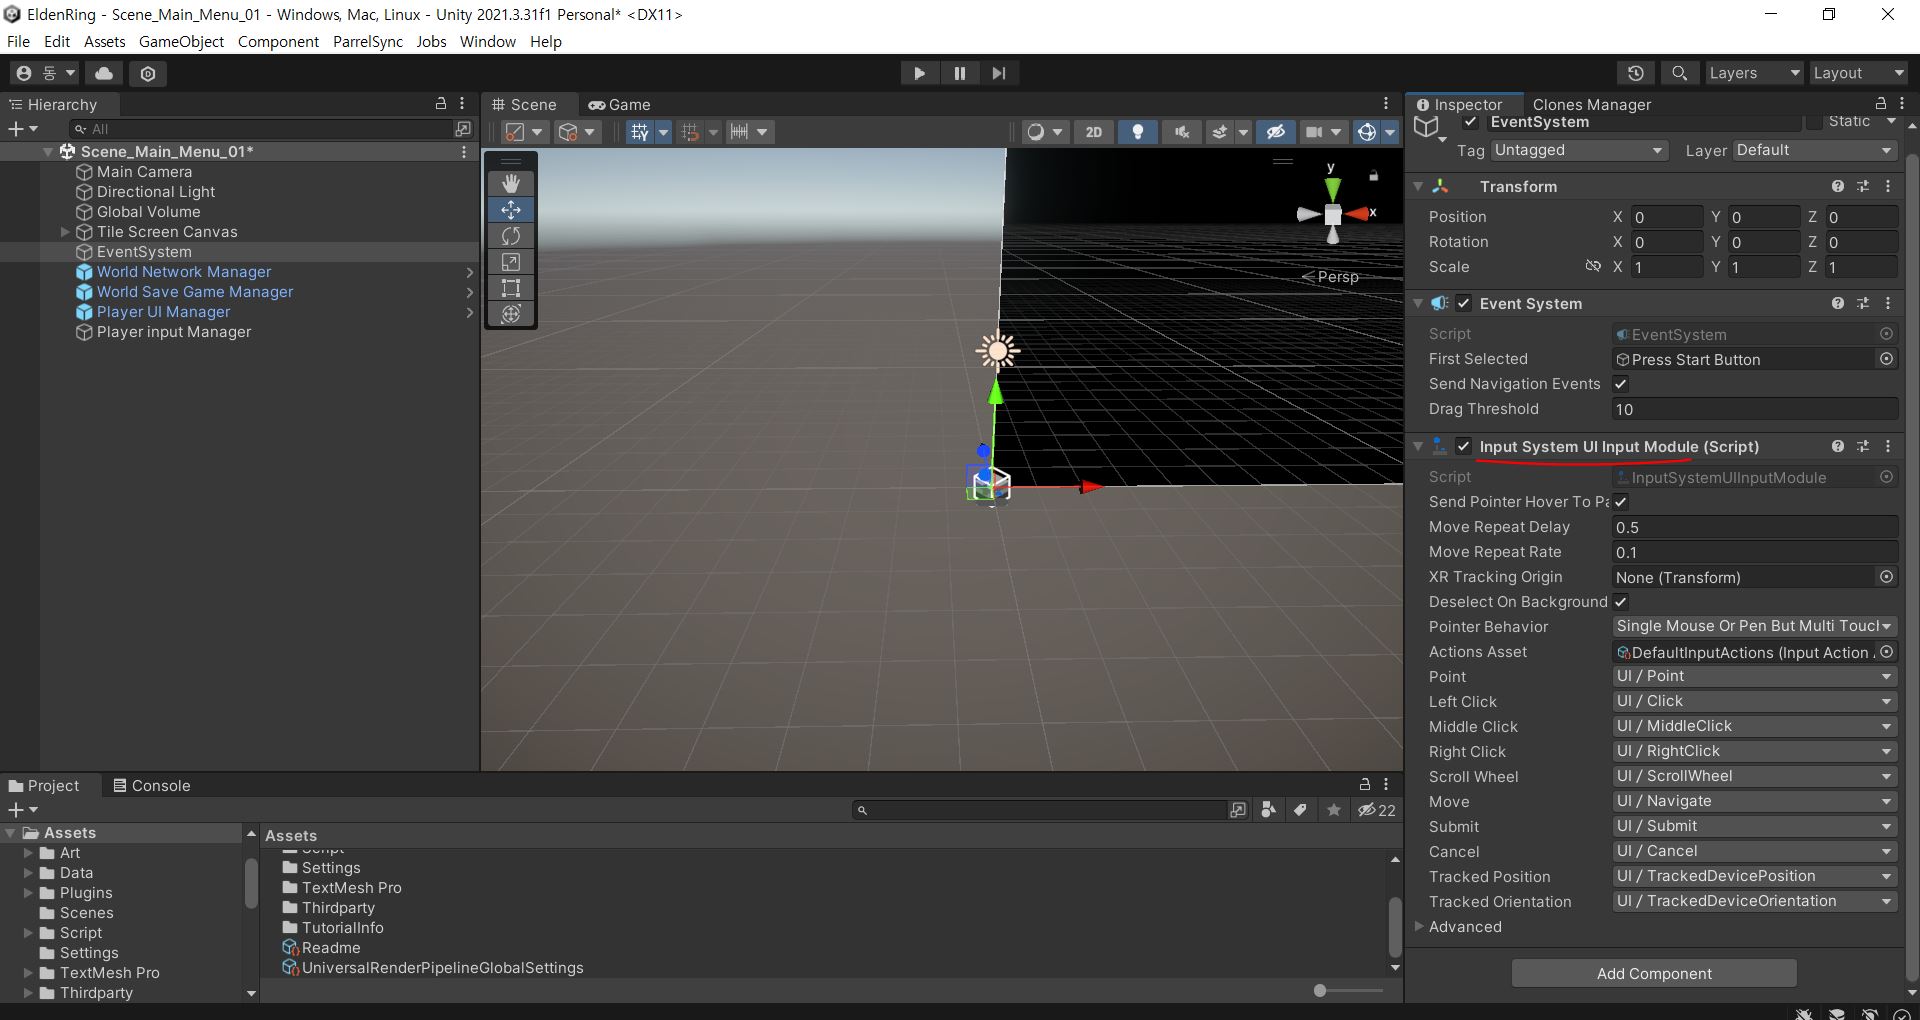 EldenRing - Scene_Main_Menu_01 - Windows, Mac, Linux - Unity 2021.3.31f1 Personal* <DX11>
File Edit Assets GameObject Component ParrelSync Jobs Window Help
동 Layers Layout
Hierarchy
All
Scene_Main_Menu_01*
Main Camera
Directional Light
Global Volume
Tile Screen Canvas
EventSystem
World Network Manager
World Save Game Manager
Player UI Manager
Player input Manager
Scene Game
2D
y
x
Persp
Inspector Clones Manager
EventSystem Static
Tag Untagged Layer Default
Transform
Position X 0 Y 0 Z 0
Rotation X 0 Y 0 Z 0
Scale X 1 Y 1 Z 1
Event System
Script EventSystem
First Selected Press Start Button
Send Navigation Events
Drag Threshold 10
Input System UI Input Module (Script)
Script InputSystemUIInputModule
Send Pointer Hover To Pa
Move Repeat Delay 0.5
Move Repeat Rate 0.1
XR Tracking Origin None (Transform)
Deselect On Background
Pointer Behavior Single Mouse Or Pen But Multi Touch
Actions Asset DefaultInputActions (Input Action
Point UI / Point
Left Click UI / Click
Middle Click UI / MiddleClick
Right Click UI / RightClick
Scroll Wheel UI / ScrollWheel
Move UI / Navigate
Submit UI / Submit
Cancel UI / Cancel
Tracked Position UI / TrackedDevicePosition
Tracked Orientation UI / TrackedDeviceOrientation
Advanced
Add Component
Project Console
22
Assets
Art
Data
Plugins
Scenes
Script
Settings
TextMesh Pro
Thirdparty
Assets
Script
Settings
TextMesh Pro
Thirdparty
TutorialInfo
Readme
UniversalRenderPipelineGlobalSettings